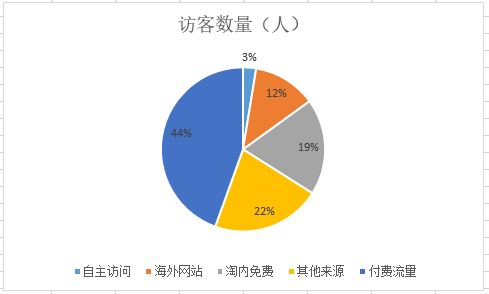 访客数量（人）
3%
12%
19%
22%
44%
自主访问 海外网站 淘内免费 其他来源 付费流量